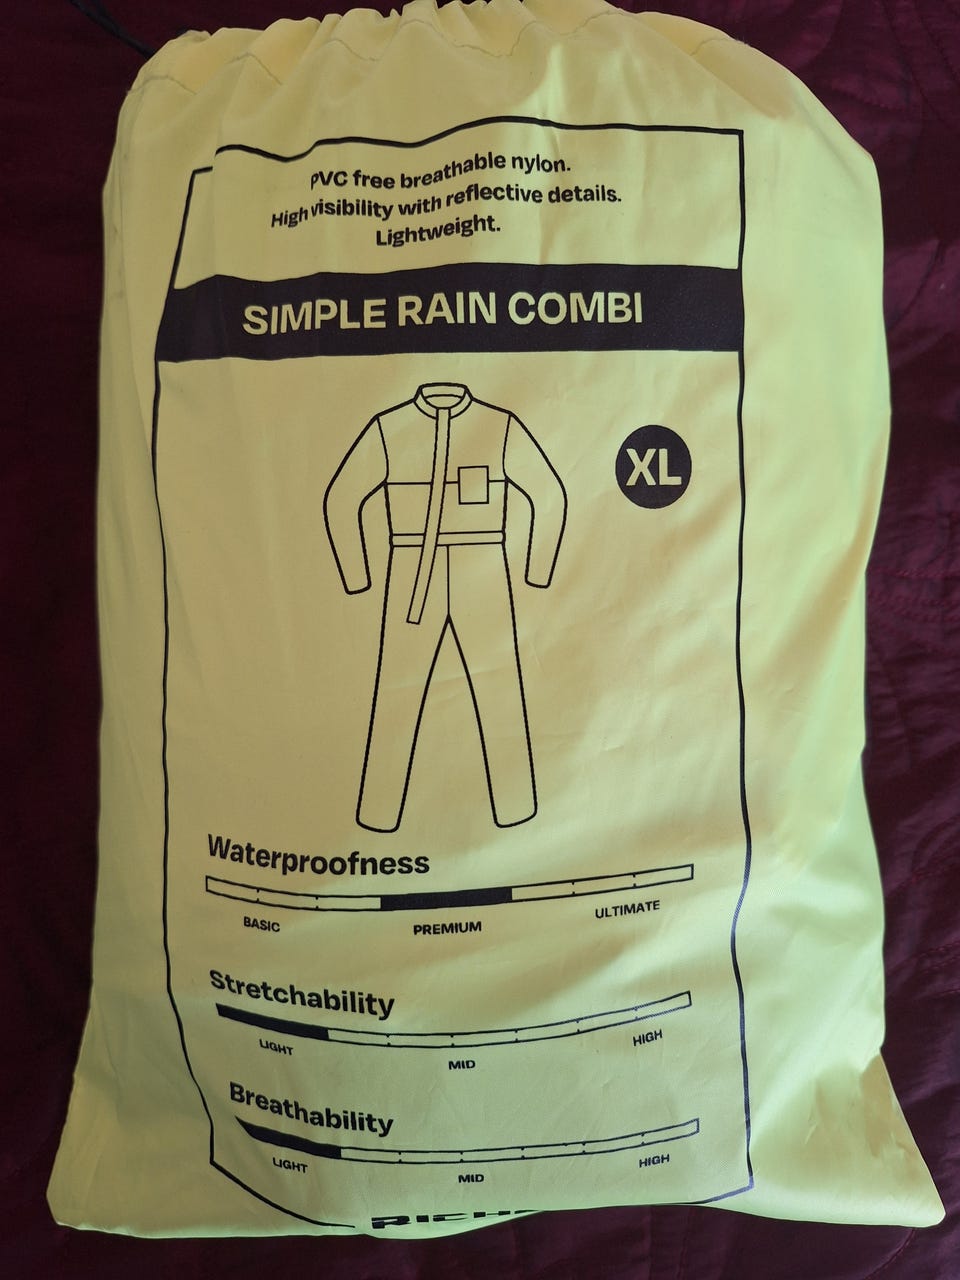 PVC free breathable nylon.
High visibility with reflective details.
Lightweight.
SIMPLE RAIN COMBI
XL
Waterproofness
BASIC PREMIUM ULTIMATE
Stretchability
LIGHT MID HIGH
Breathability
LIGHT MID HIGH